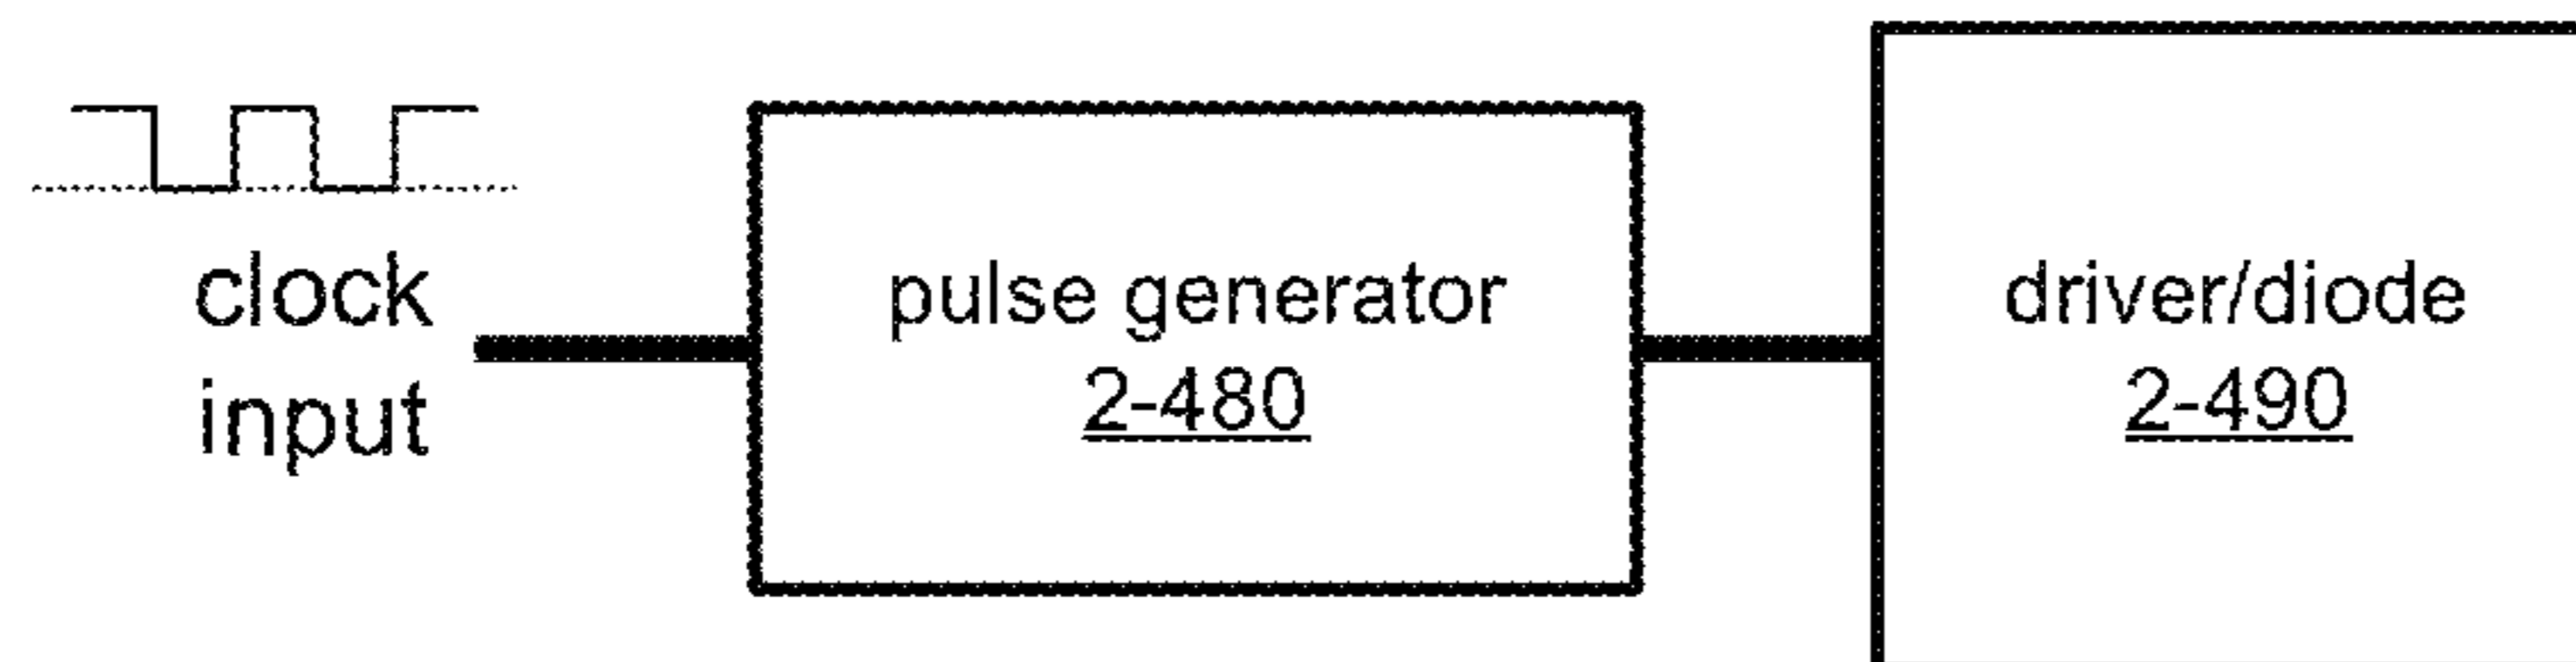 clock
input
pulse generator
2-480
driver/diode
2-490